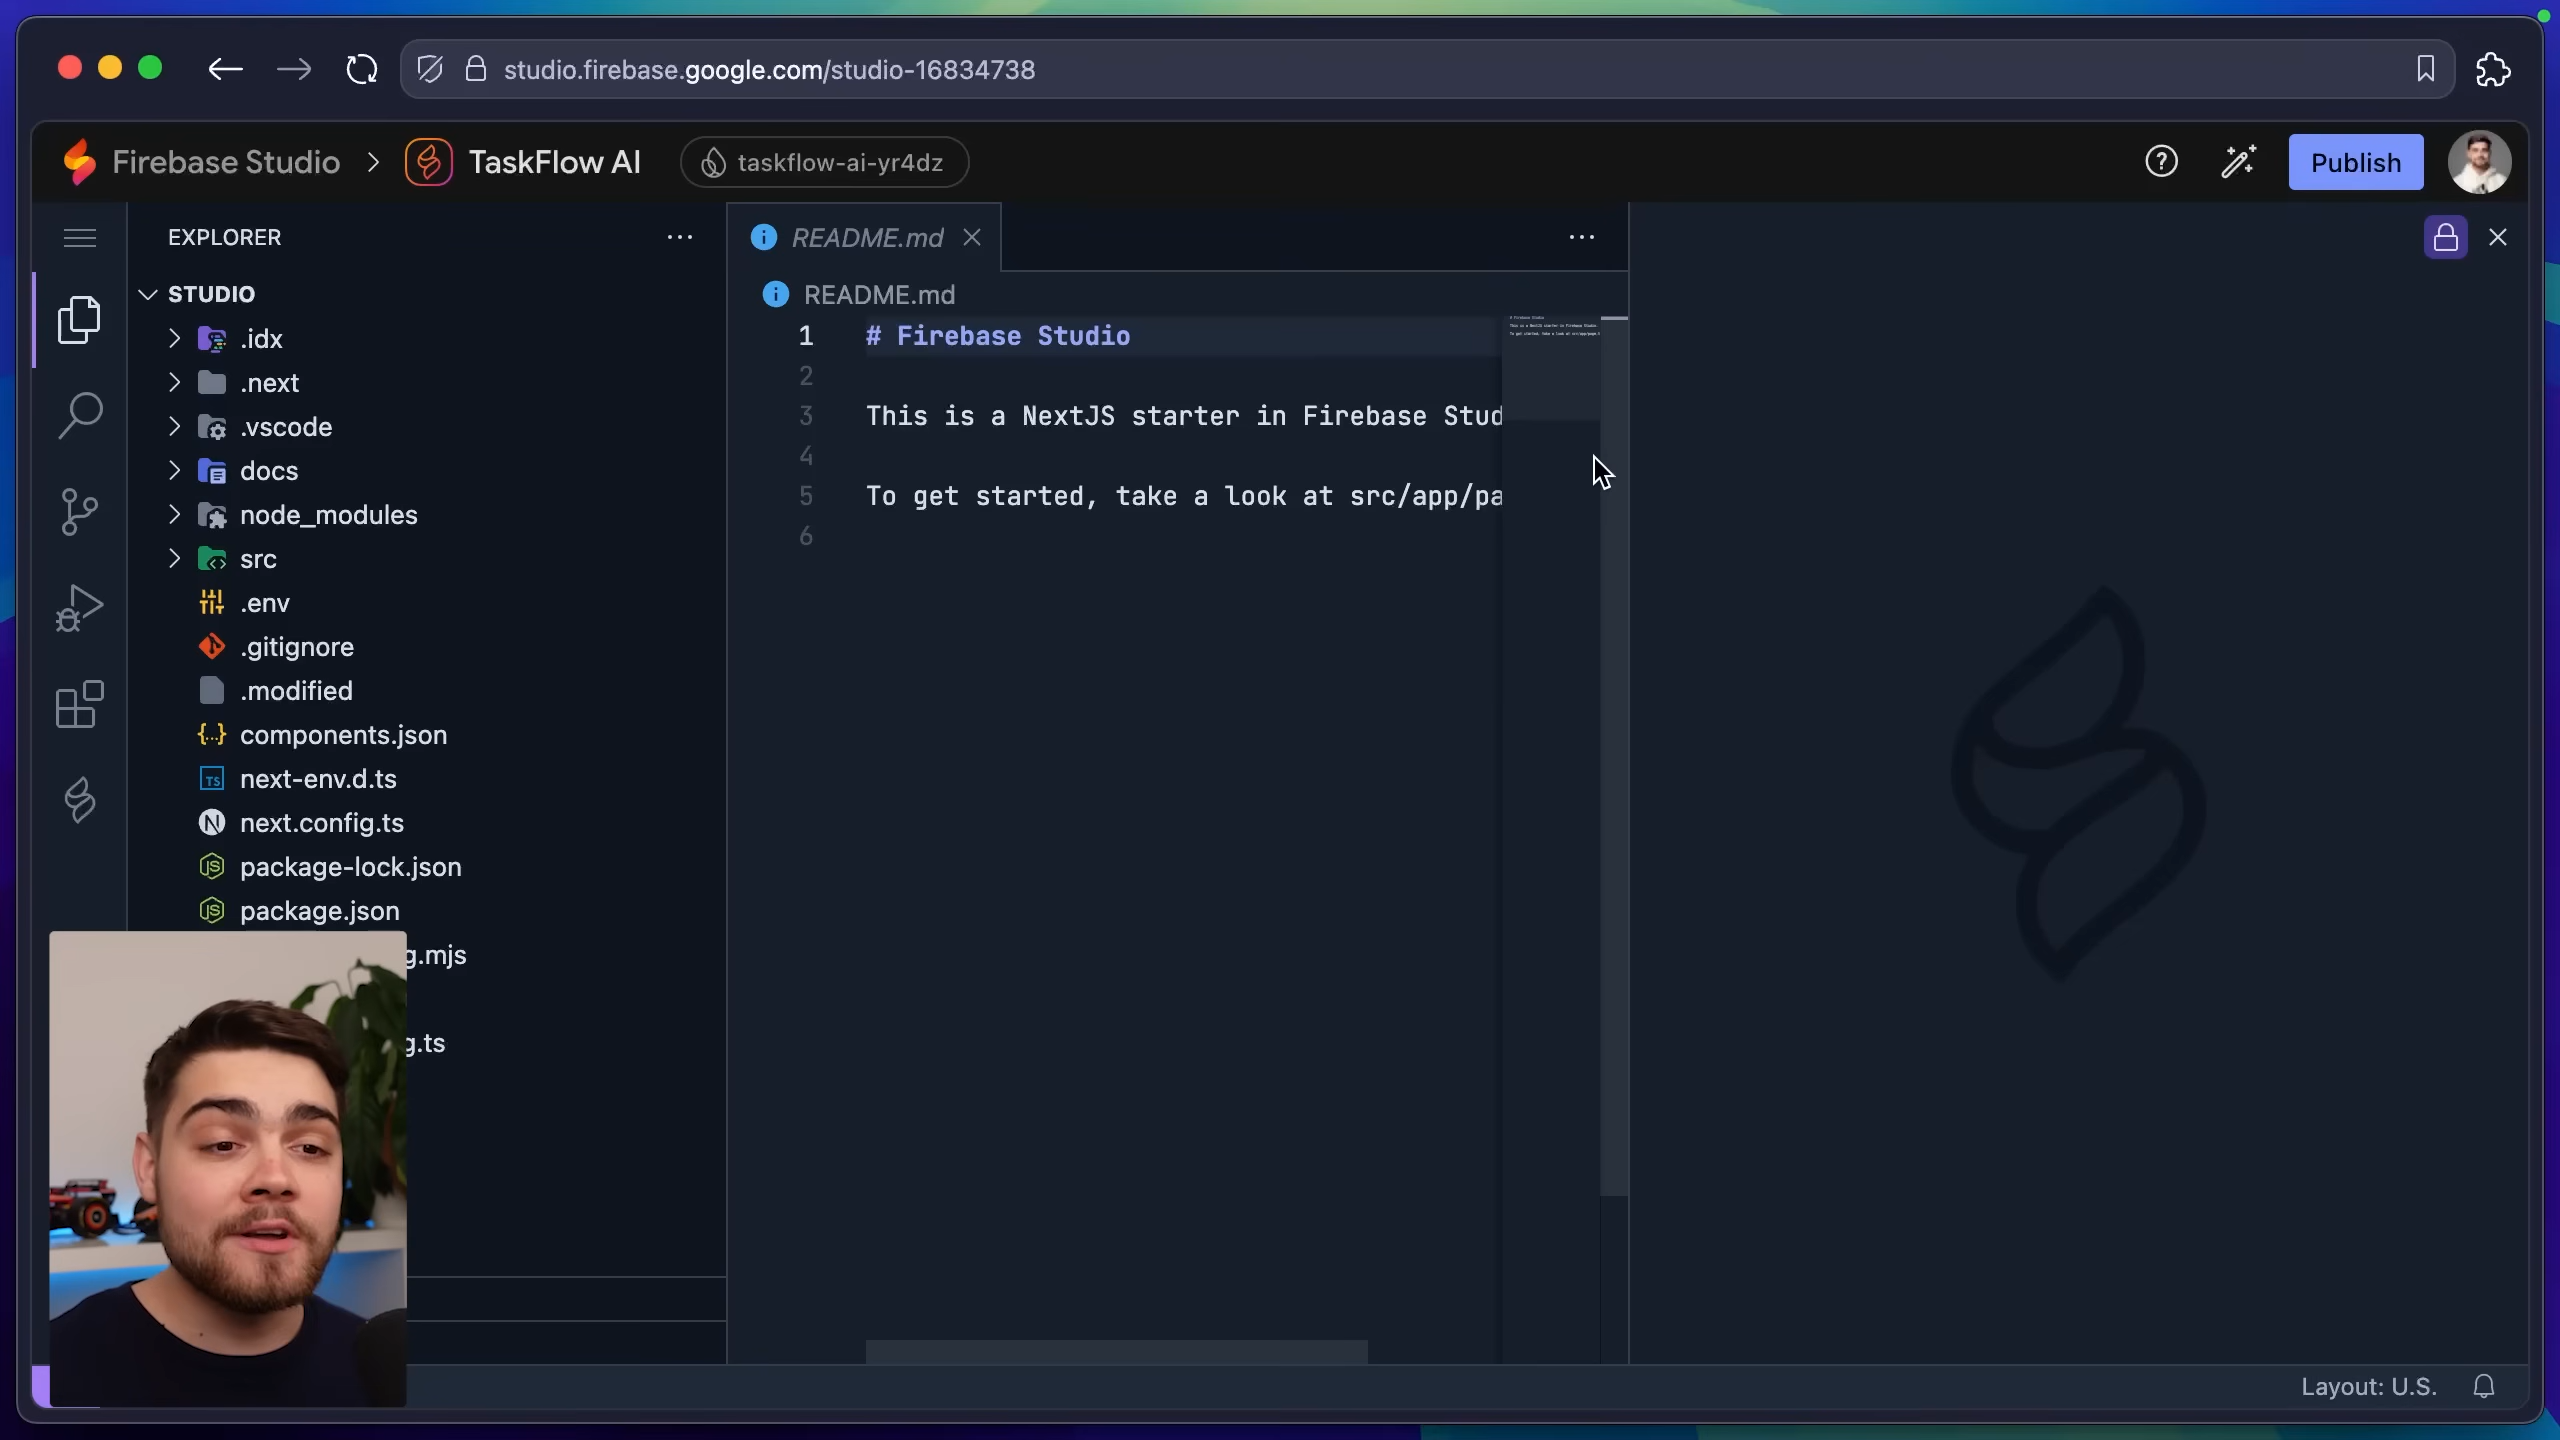 studio.firebase.google.com/studio-16834738
Firebase Studio
TaskFlow AI
taskflow-ai-yr4dz
Publish
EXPLORER
STUDIO
.idx
.next
.vscode
docs
node_modules
src
.env
.gitignore
.modified
components.json
next-env.d.ts
next.config.ts
package-lock.json
package.json
g.mjs
g.ts
README.md
README.md
1 # Firebase Studio
2
3 This is a NextJS starter in Firebase Stud
4
5 To get started, take a look at src/app/pa
6
Layout: U.S.